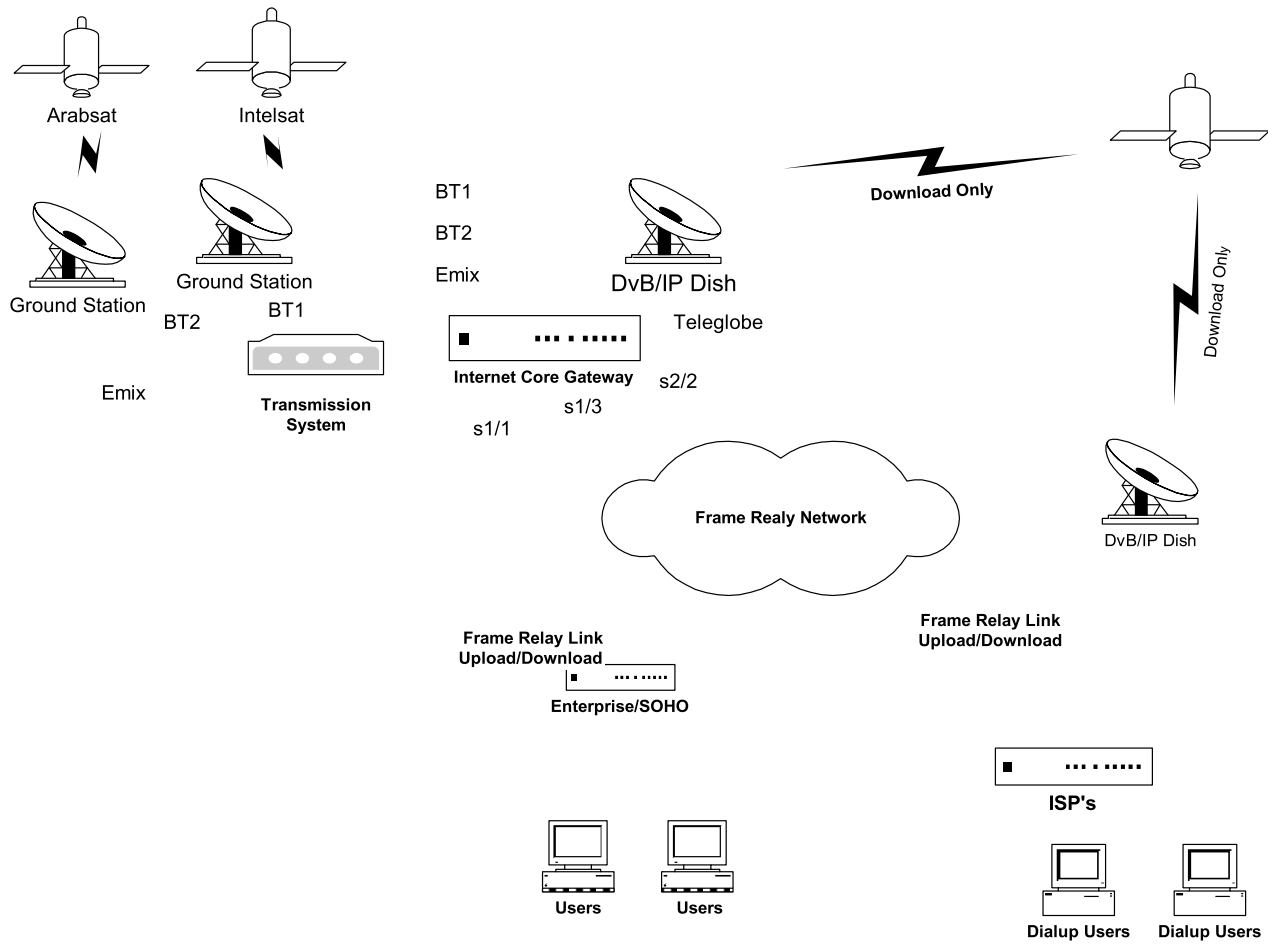 Arabsat
Intelsat
Download Only
BT1
BT2
Emix
Download Only
Ground Station
Ground Station
DvB/IP Dish
BT2
BT1
Teleglobe
Internet Core Gateway
s2/2
Emix
Transmission
System
s1/3
s1/1
Frame Realy Network
DvB/IP Dish
Frame Relay Link
Upload/Download
Frame Relay Link
Upload/Download
Enterprise/SOHO
ISP's
Users
Users
Dialup Users
Dialup Users